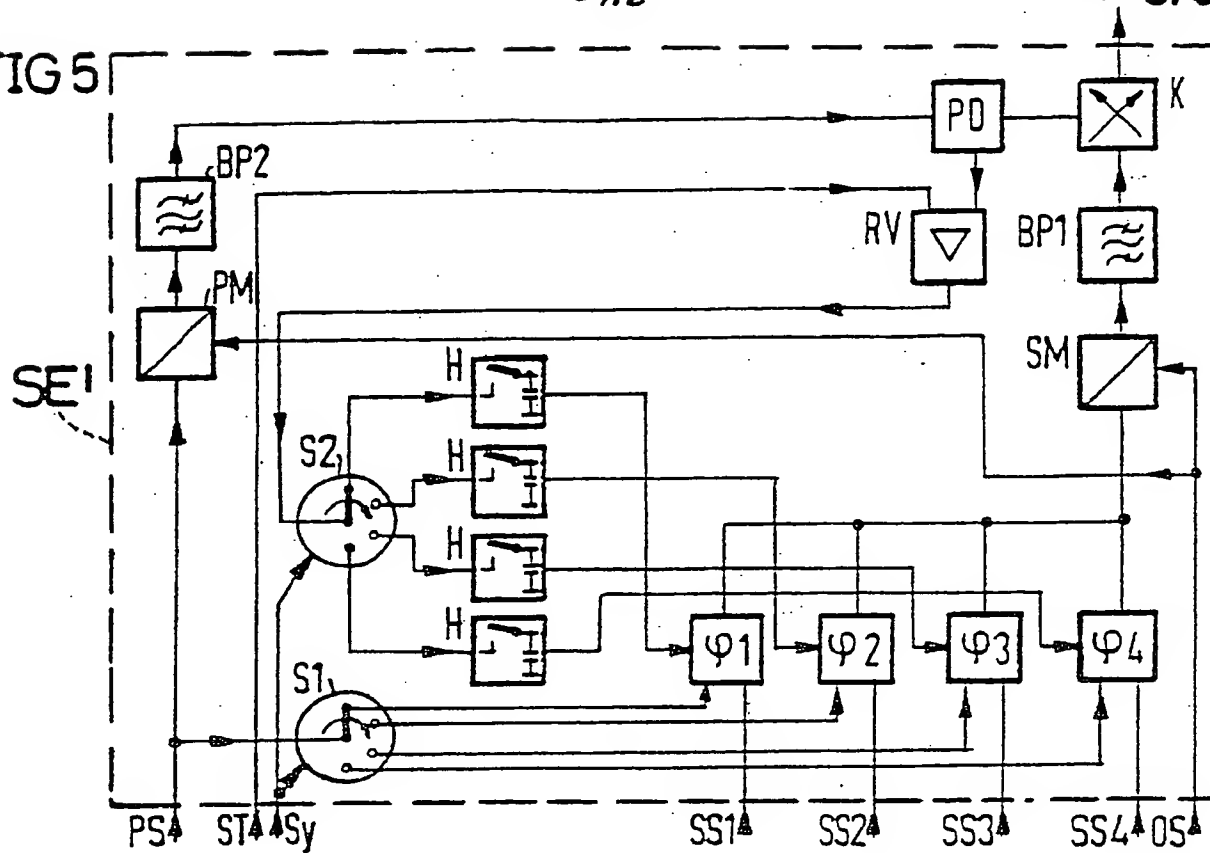 FIG 5
K
PD
BP2
RV
BP1
PM
SM
SE'
H
S2
H
H
H
φ1
φ2
φ3
φ4
S1
PS
ST
Sy
SS1
SS2
SS3
SS4
OS